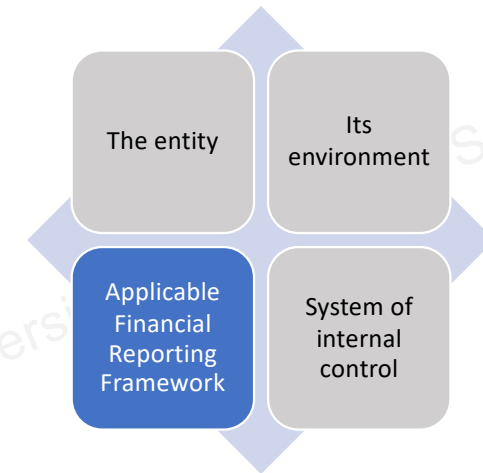 The entity
Its
environment
Applicable
Financial
Reporting
Framework
System of
internal
control